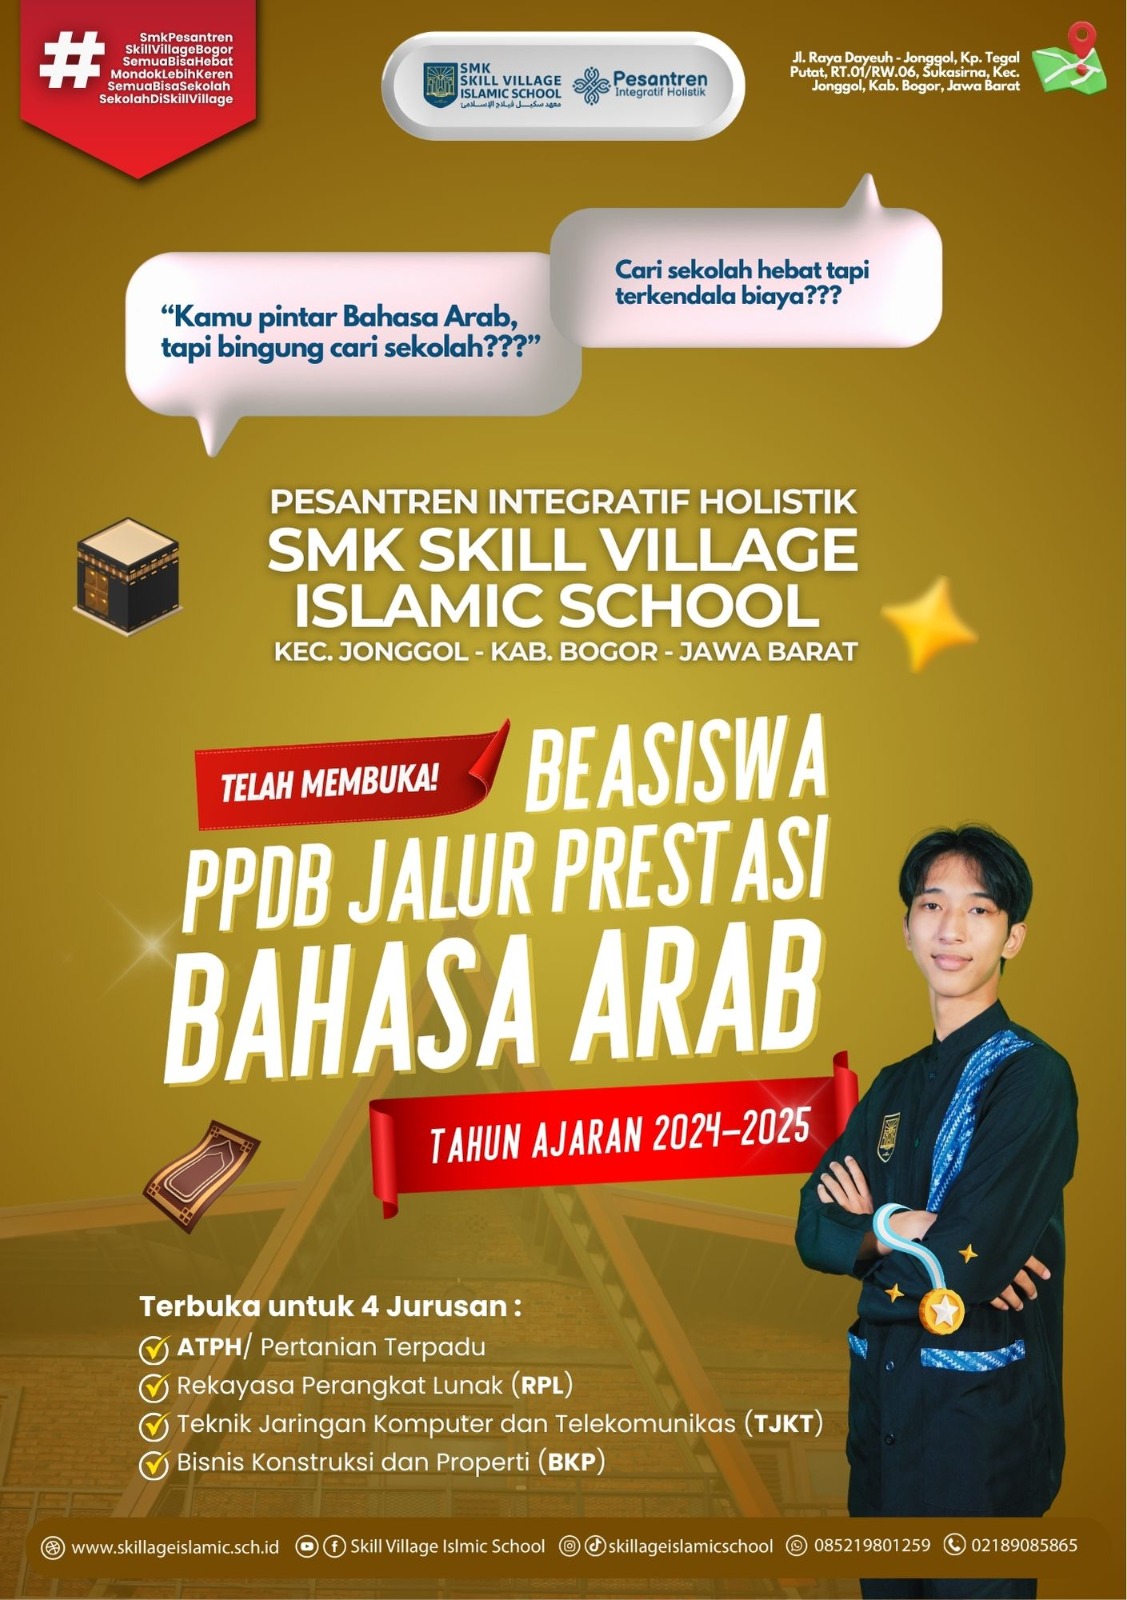 #
SmkPesantren
SkillVillageBogor
SemuaBisaHebat
MondokLebihKeren
SemuaBisaSekolah
SekolahDiSkillVillage
SMK
SKILL VILLAGE
ISLAMIC SCHOOL
معهد سكيل فيلاج الإسلامي
Pesantren
Integratif Holistik
Jl. Raya Dayeuh - Jonggol, Kp. Tegal
Putat, RT.01/RW.06, Sukasirna, Kec.
Jonggol, Kab. Bogor, Jawa Barat
Cari sekolah hebat tapi
terkendala biaya???
“Kamu pintar Bahasa Arab,
tapi bingung cari sekolah???”
PESANTREN INTEGRATIF HOLISTIK
SMK SKILL VILLAGE
ISLAMIC SCHOOL
KEC. JONGGOL - KAB. BOGOR - JAWA BARAT
TELAH MEMBUKA!
BEASISWA
PPDB JALUR PRESTASI
BAHASA ARAB
TAHUN AJARAN 2024-2025
Terbuka untuk 4 Jurusan :
ATPH/ Pertanian Terpadu
Rekayasa Perangkat Lunak (RPL)
Teknik Jaringan Komputer dan Telekomunikas (TJKT)
Bisnis Konstruksi dan Properti (BKP)
www.skillageislamic.sch.id Skill Village Islmic School skillageislamicschool 085219801259 02189085865